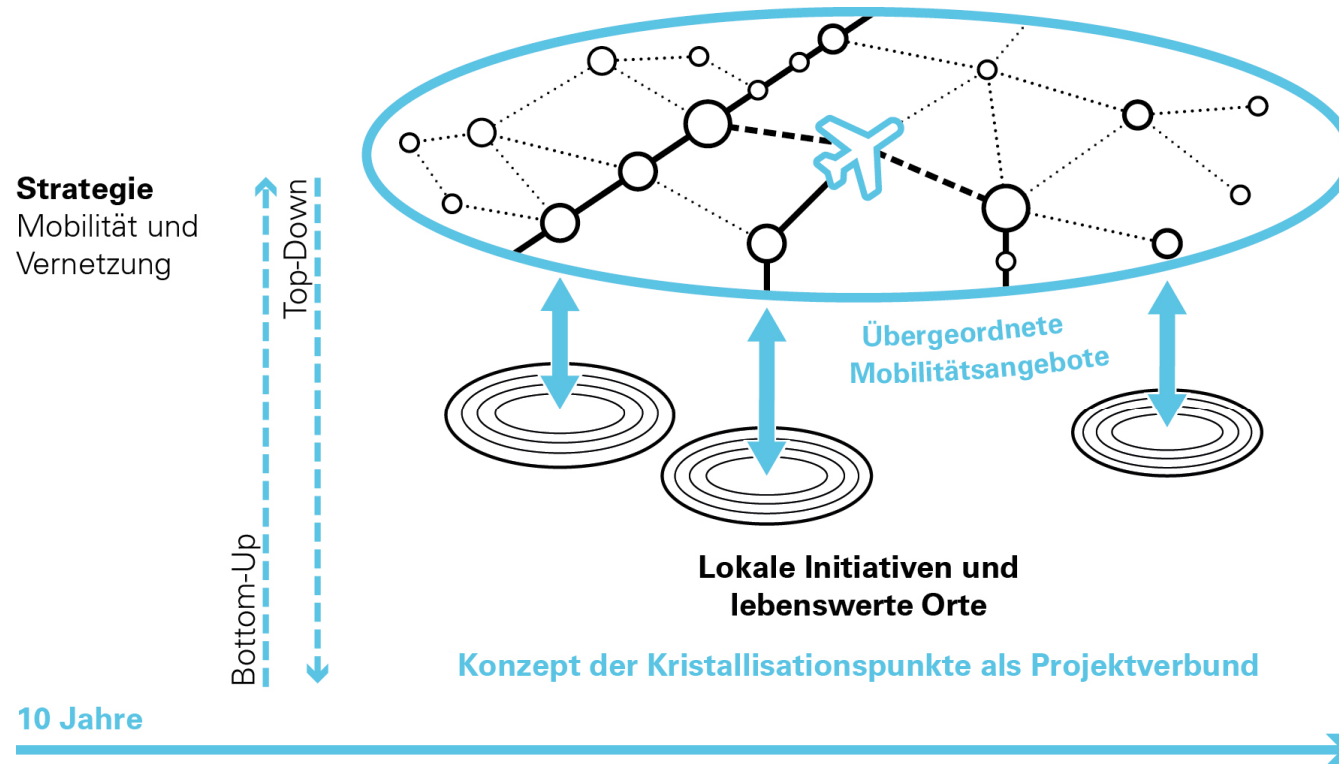 Strategie
Mobilität und
Vernetzung
Bottom-Up
Top-Down
Übergeordnete
Mobilitätsangebote
Lokale Initiativen und
lebenswerte Orte
Konzept der Kristallisationspunkte als Projektverbund
10 Jahre